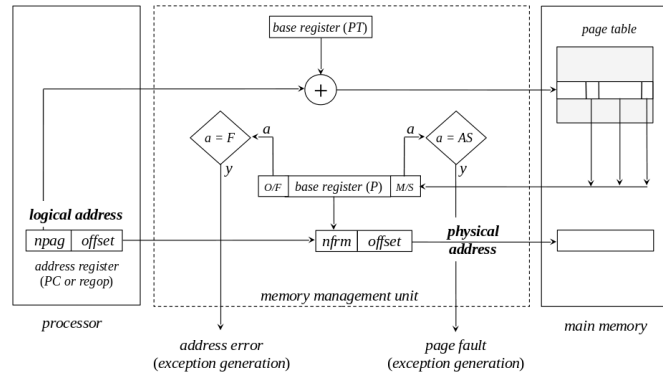 base register (PT)
page table
+
a = F
a
a
a = AS
y
O/F
base register (P)
M/S
y
logical address
npag
offset
nfrm
offset
physical
address
address register
(PC or regop)
memory management unit
processor
main memory
address error
(exception generation)
page fault
(exception generation)